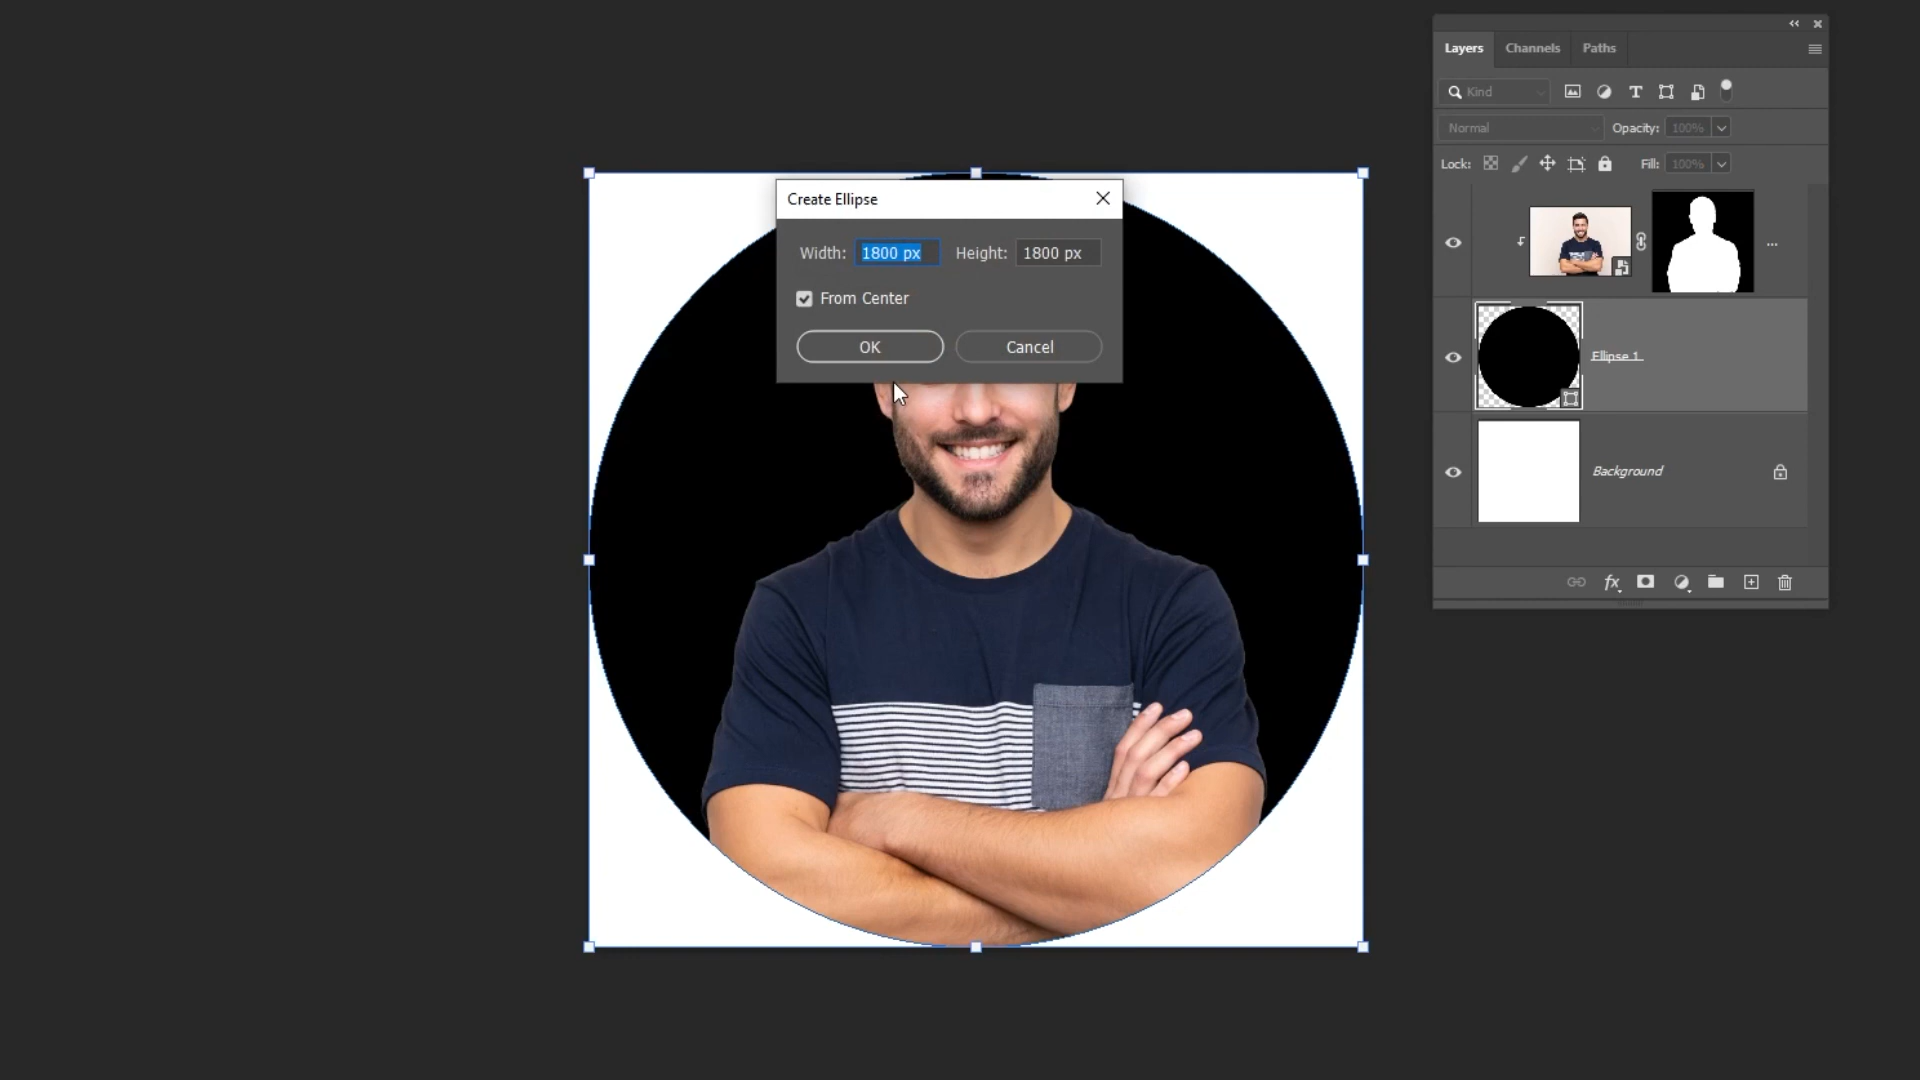 Layers Channels Paths
Kind
Normal Opacity: 100%
Lock: Fill: 100%
Create Ellipse
Width: 1800 px Height: 1800 px
From Center
OK Cancel
...
Ellipse 1
Background
fx